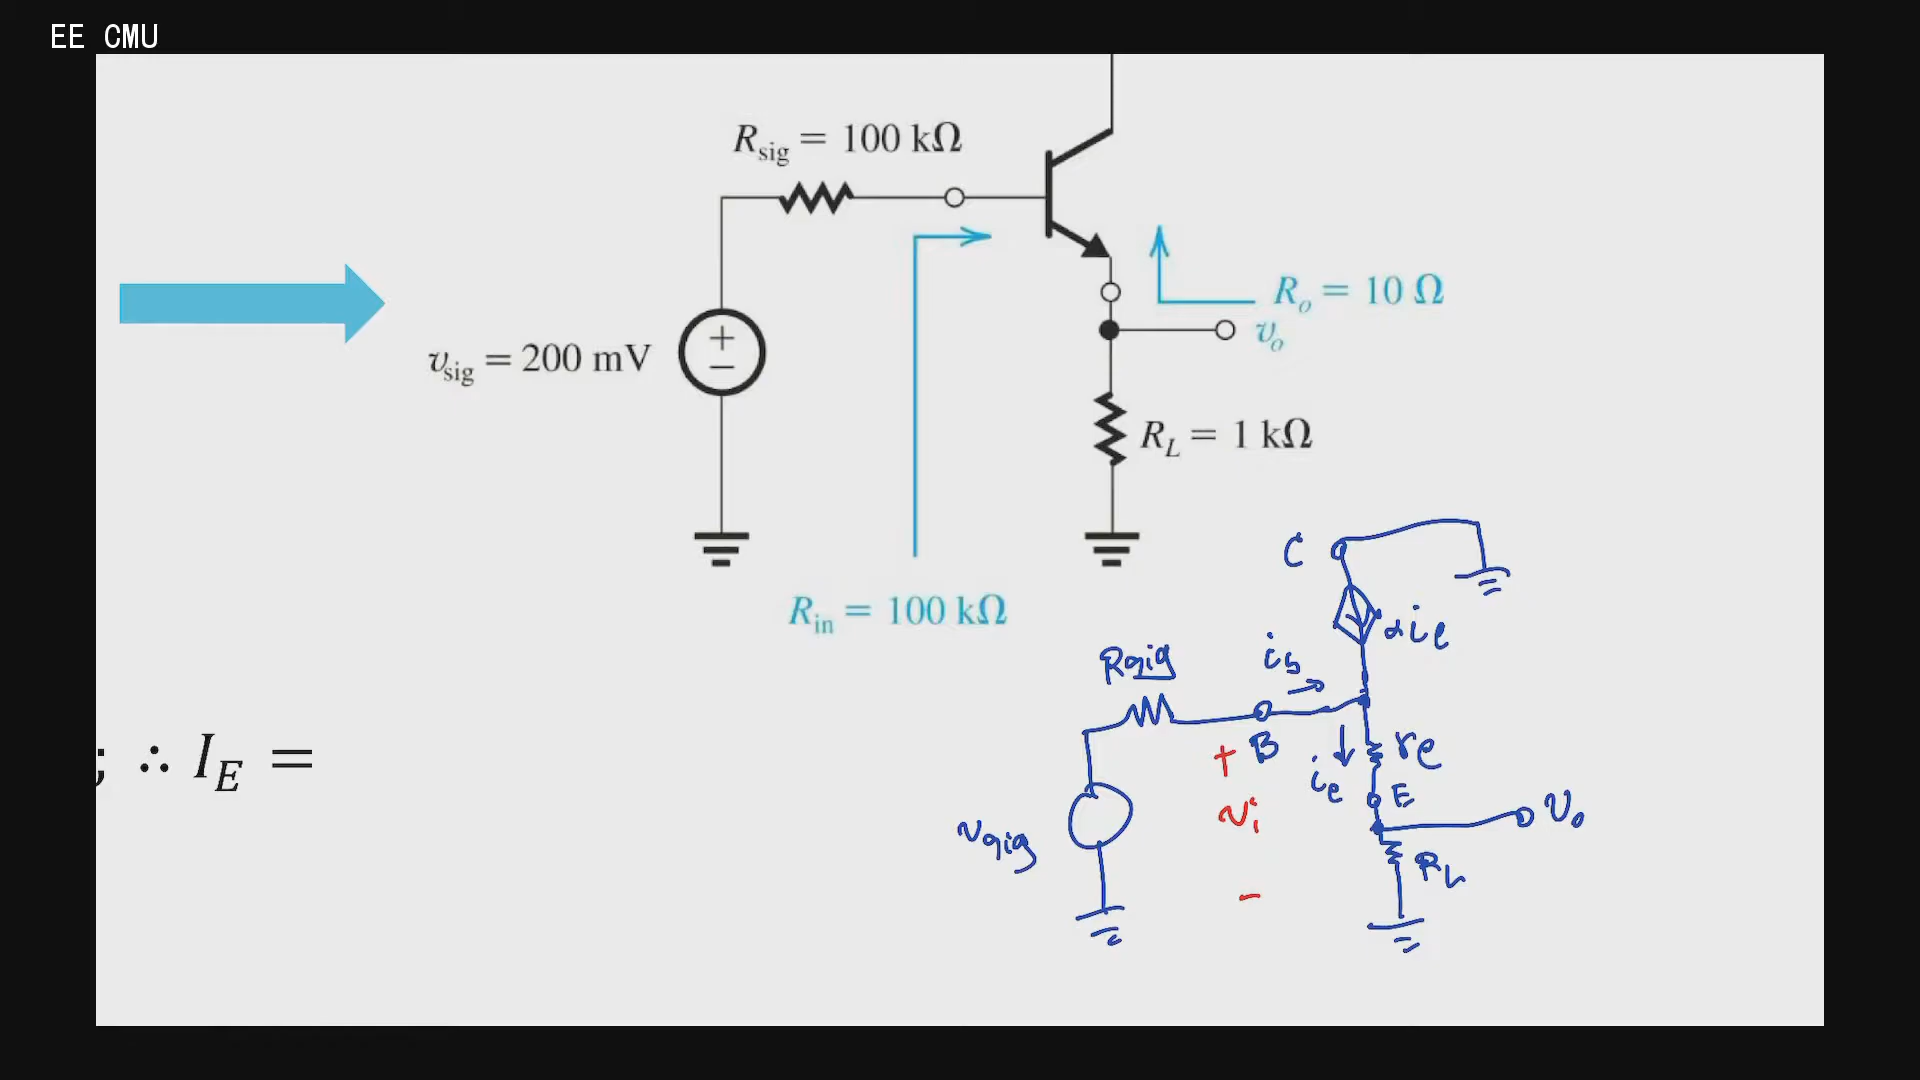 EE CMU
R_sig = 100 kΩ
R_o = 10 Ω
v_o
v_sig = 200 mV
R_L = 1 kΩ
R_in = 100 kΩ
C
αi_e
R_sig
i_b
; ∴ I_E =
+ B
i_e
r_e
E
v_i
v_o
v_sig
R_L
-